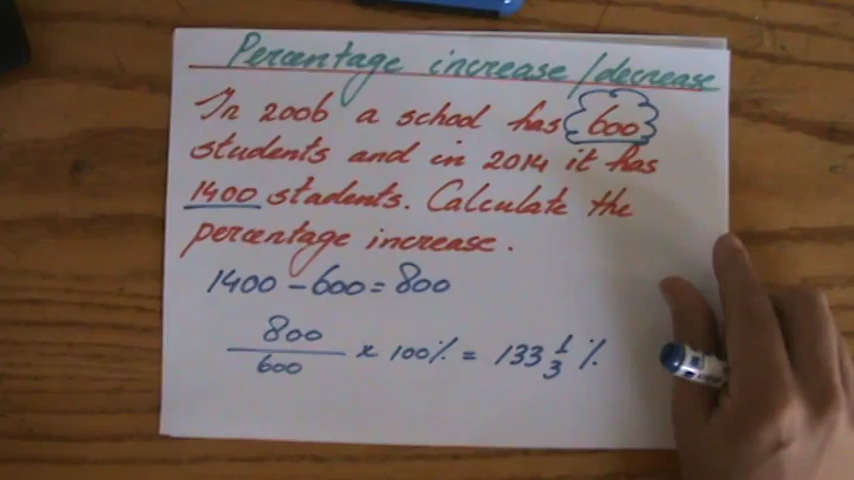 Percentage increase/decrease
In 2006 a school has 600
students and in 2014 it has
1400 students. Calculate the
percentage increase.
1400 - 600 = 800
800
600
x 100% = 133 1/3 %